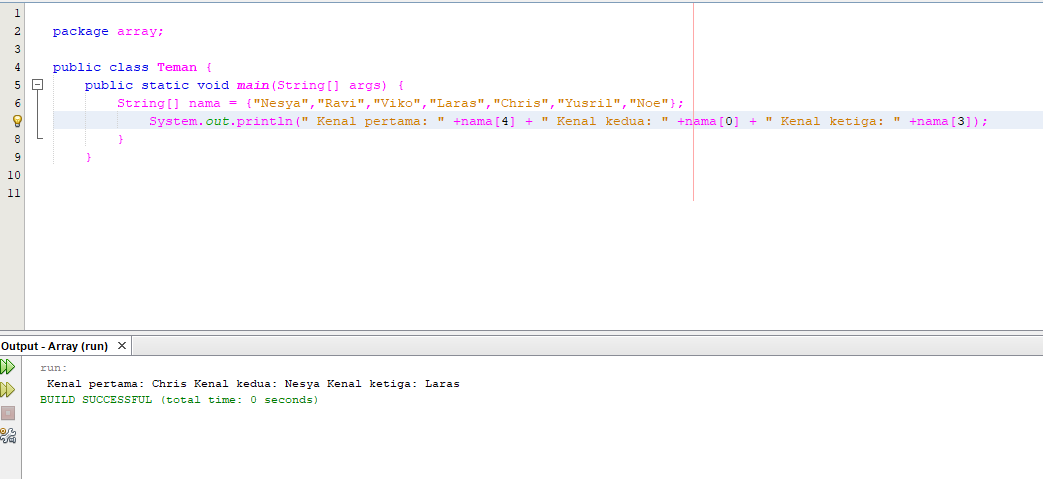 1
2 package array;
3
4 public class Teman {
5 public static void main(String[] args) {
6 String[] nama = {"Nesya","Ravi","Viko","Laras","Chris","Yusril","Noe"};
System.out.println(" Kenal pertama: " +nama[4] + " Kenal kedua: " +nama[0] + " Kenal ketiga: " +nama[3]);
8 }
9 }
10
11
Output - Array (run) ×
run:
Kenal pertama: Chris Kenal kedua: Nesya Kenal ketiga: Laras
BUILD SUCCESSFUL (total time: 0 seconds)